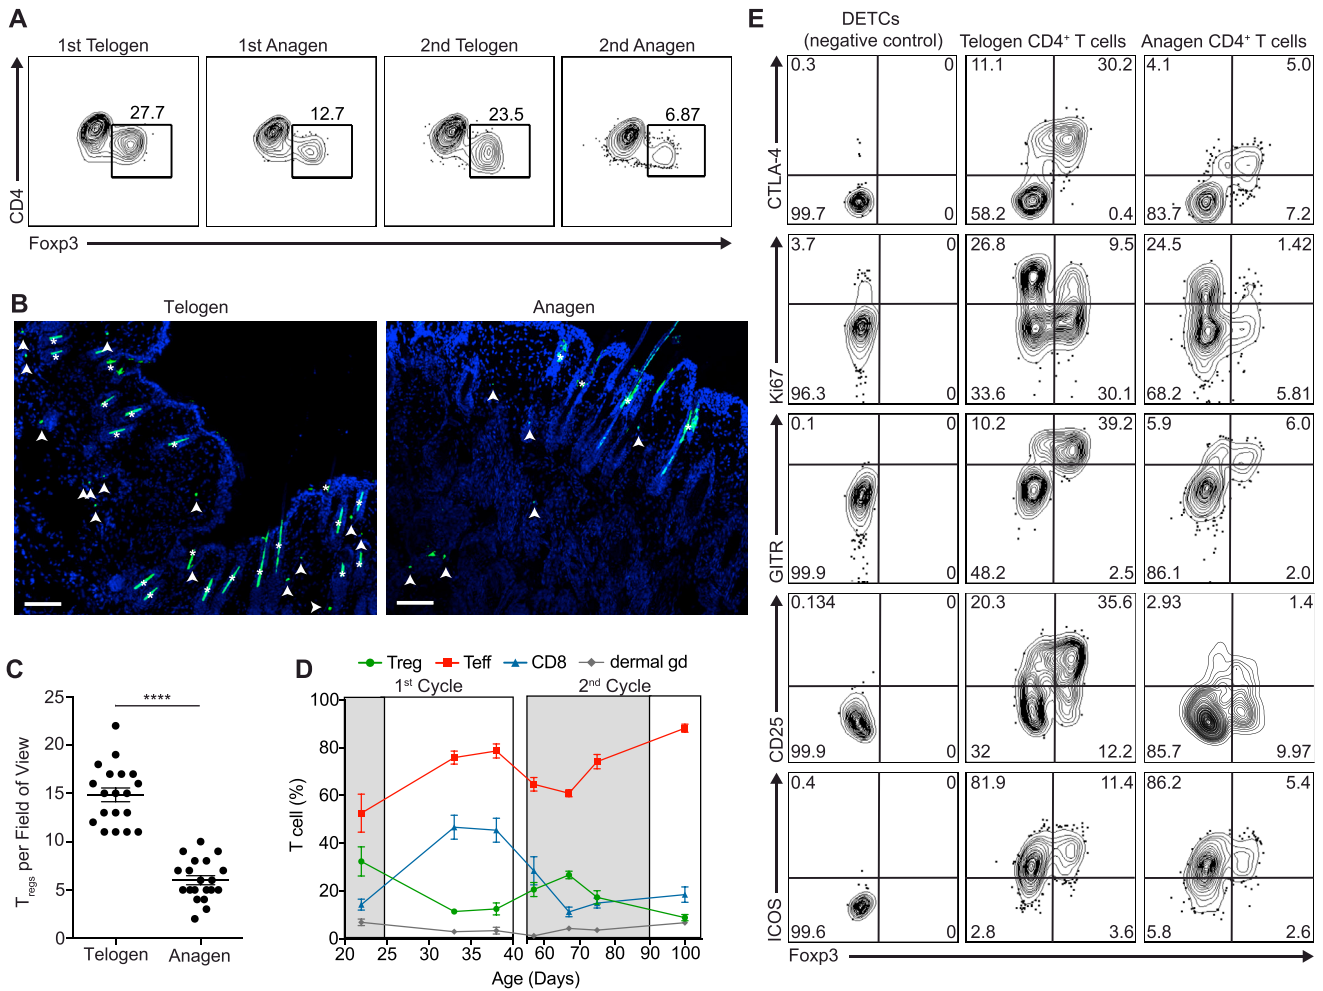 A
1st Telogen
1st Anagen
2nd Telogen
2nd Anagen
27.7
12.7
23.5
6.87
CD4
Foxp3
B
Telogen
Anagen
* * * * * * * * * * * * * * * * * * *
* * * *
C
Tregs per Field of View
25
20
15
10
5
0
****
Telogen
Anagen
D
Treg
Teff
CD8
dermal gd
1st Cycle
2nd Cycle
T cell (%)
100
80
60
40
20
0
20 25 30 35 40 60 70 80 90 100
Age (Days)
E
DETCs
(negative control)
Telogen CD4+ T cells
Anagen CD4+ T cells
CTLA-4
0.3 0
99.7 0
11.1 30.2
58.2 0.4
4.1 5.0
83.7 7.2
Ki67
3.7 0
96.3 0
26.8 9.5
33.6 30.1
24.5 1.42
68.2 5.81
GITR
0.1 0
99.9 0
10.2 39.2
48.2 2.5
5.9 6.0
86.1 2.0
CD25
0.134 0
99.9 0
20.3 35.6
32 12.2
2.93 1.4
85.7 9.97
ICOS
0.4 0
99.6 0
81.9 11.4
2.8 3.6
86.2 5.4
5.8 2.6
Foxp3